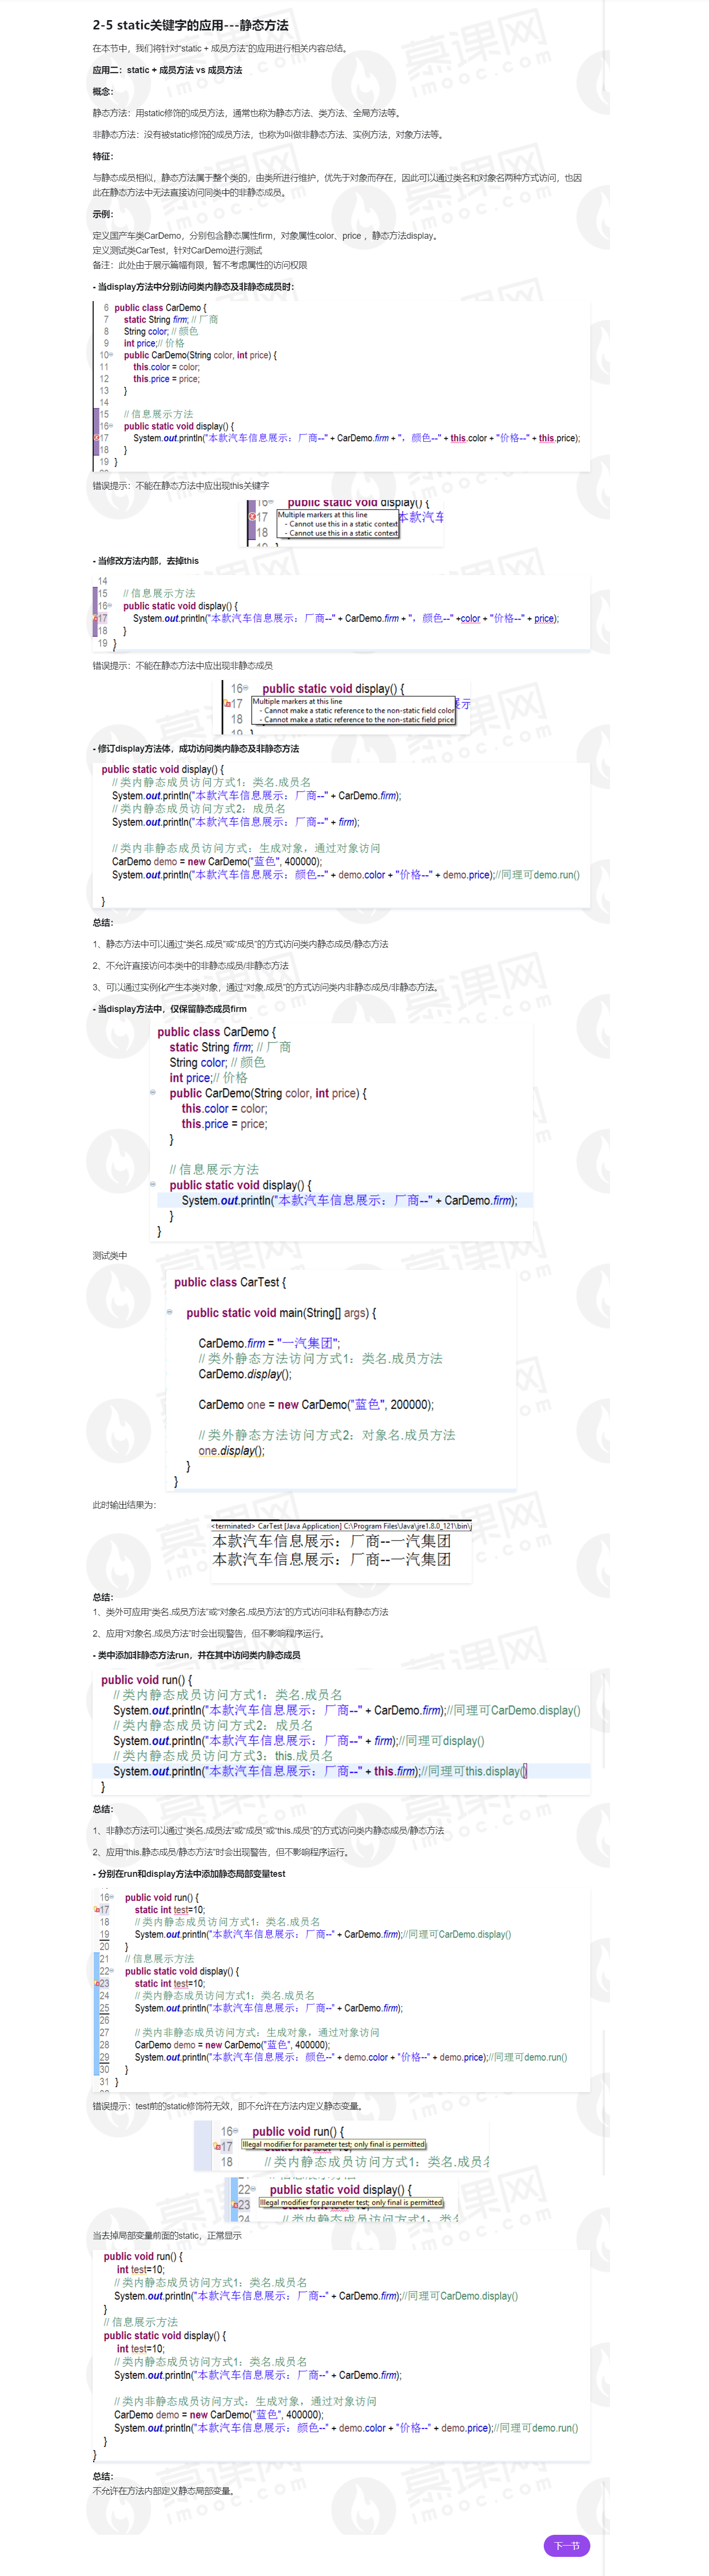 2-5 static关键字的应用---静态方法
在本节中，我们将针对“static + 成员方法”的应用进行相关内容总结。
应用二：static + 成员方法 vs 成员方法
概念：
静态方法：用static修饰的成员方法，通常也称为静态方法、类方法、全局方法等。
非静态方法：没有被static修饰的成员方法，也称为叫做非静态方法、实例方法，对象方法等。
特征：
与静态成员相似，静态方法属于整个类的，由类所进行维护，优先于对象而存在，因此可以通过类名和对象名两种方式访问，也因
此在静态方法中无法直接访问同类中的非静态成员。
示例：
定义国产车类CarDemo，分别包含静态属性firm，对象属性color、price ，静态方法display。
定义测试类CarTest，针对CarDemo进行测试
备注：此处由于展示篇幅有限，暂不考虑属性的访问权限
- 当display方法中分别访问类内静态及非静态成员时：
6 public class CarDemo {
7 static String firm; // 厂商
8 String color; // 颜色
9 int price;// 价格
10 public CarDemo(String color, int price) {
11 this.color = color;
12 this.price = price;
13 }
14
15 // 信息展示方法
16 public static void display() {
17 System.out.println("本款汽车信息展示：厂商--" + CarDemo.firm + "，颜色--" + this.color + "价格--" + this.price);
18 }
19 }
错误提示：不能在静态方法中应出现this关键字
16 public static void display() {
17 Multiple markers at this line 本款汽车
- Cannot use this in a static context
18 - Cannot use this in a static context
- 当修改方法内部，去掉this
14
15 // 信息展示方法
16 public static void display() {
17 System.out.println("本款汽车信息展示：厂商--" + CarDemo.firm + "，颜色--" +color + "价格--" + price);
18 }
19 }
错误提示：不能在静态方法中应出现非静态成员
16 public static void display() {
17 Multiple markers at this line 展示
- Cannot make a static reference to the non-static field color
18 - Cannot make a static reference to the non-static field price
- 修订display方法体，成功访问类内静态及非静态方法
public static void display() {
// 类内静态成员访问方式1：类名.成员名
System.out.println("本款汽车信息展示：厂商--" + CarDemo.firm);
// 类内静态成员访问方式2：成员名
System.out.println("本款汽车信息展示：厂商--" + firm);
// 类内非静态成员访问方式：生成对象，通过对象访问
CarDemo demo = new CarDemo("蓝色", 400000);
System.out.println("本款汽车信息展示：颜色--" + demo.color + "价格--" + demo.price);//同理可demo.run()
}
总结：
1、静态方法中可以通过“类名.成员”或“成员”的方式访问类内静态成员/静态方法
2、不允许直接访问本类中的非静态成员/非静态方法
3、可以通过实例化产生本类对象，通过“对象.成员”的方式访问类内非静态成员/非静态方法。
- 当display方法中，仅保留静态成员firm
public class CarDemo {
static String firm; // 厂商
String color; // 颜色
int price;// 价格
public CarDemo(String color, int price) {
this.color = color;
this.price = price;
}
// 信息展示方法
public static void display() {
System.out.println("本款汽车信息展示：厂商--" + CarDemo.firm);
}
}
测试类中
public class CarTest {
public static void main(String[] args) {
CarDemo.firm = "一汽集团";
// 类外静态方法访问方式1：类名.成员方法
CarDemo.display();
CarDemo one = new CarDemo("蓝色", 200000);
// 类外静态方法访问方式2：对象名.成员方法
one.display();
}
}
此时输出结果为：
<terminated> CarTest [Java Application] C:\Program Files\Java\jre1.8.0_121\bin\j
本款汽车信息展示：厂商--一汽集团
本款汽车信息展示：厂商--一汽集团
总结：
1、类外可应用“类名.成员方法”或“对象名.成员方法”的方式访问非私有静态方法
2、应用“对象名.成员方法”时会出现警告，但不影响程序运行。
- 类中添加非静态方法run，并在其中访问类内静态成员
public void run() {
// 类内静态成员访问方式1：类名.成员名
System.out.println("本款汽车信息展示：厂商--" + CarDemo.firm);//同理可CarDemo.display()
// 类内静态成员访问方式2：成员名
System.out.println("本款汽车信息展示：厂商--" + firm);//同理可display()
// 类内静态成员访问方式3：this.成员名
System.out.println("本款汽车信息展示：厂商--" + this.firm);//同理可this.display()
}
总结：
1、非静态方法可以通过“类名.成员法”或“成员”或“this.成员”的方式访问类内静态成员/静态方法
2、应用“this.静态成员/静态方法”时会出现警告，但不影响程序运行。
- 分别在run和display方法中添加静态局部变量test
16 public void run() {
17 static int test=10;
18 // 类内静态成员访问方式1：类名.成员名
19 System.out.println("本款汽车信息展示：厂商--" + CarDemo.firm);//同理可CarDemo.display()
20 }
21 // 信息展示方法
22 public static void display() {
23 static int test=10;
24 // 类内静态成员访问方式1：类名.成员名
25 System.out.println("本款汽车信息展示：厂商--" + CarDemo.firm);
26
27 // 类内非静态成员访问方式：生成对象，通过对象访问
28 CarDemo demo = new CarDemo("蓝色", 400000);
29 System.out.println("本款汽车信息展示：颜色--" + demo.color + "价格--" + demo.price);//同理可demo.run()
30 }
31 }
错误提示：test前的static修饰符无效，即不允许在方法内定义静态变量。
16 public void run() {
17 Illegal modifier for parameter test; only final is permitted
18 // 类内静态成员访问方式1：类名.成员名
22 public static void display() {
23 Illegal modifier for parameter test; only final is permitted
24 // 类内静态成员访问方式1：类名
当去掉局部变量前面的static，正常显示
public void run() {
int test=10;
// 类内静态成员访问方式1：类名.成员名
System.out.println("本款汽车信息展示：厂商--" + CarDemo.firm);//同理可CarDemo.display()
}
// 信息展示方法
public static void display() {
int test=10;
// 类内静态成员访问方式1：类名.成员名
System.out.println("本款汽车信息展示：厂商--" + CarDemo.firm);
// 类内非静态成员访问方式：生成对象，通过对象访问
CarDemo demo = new CarDemo("蓝色", 400000);
System.out.println("本款汽车信息展示：颜色--" + demo.color + "价格--" + demo.price);//同理可demo.run()
}
}
总结：
不允许在方法内部定义静态局部变量。
下一节